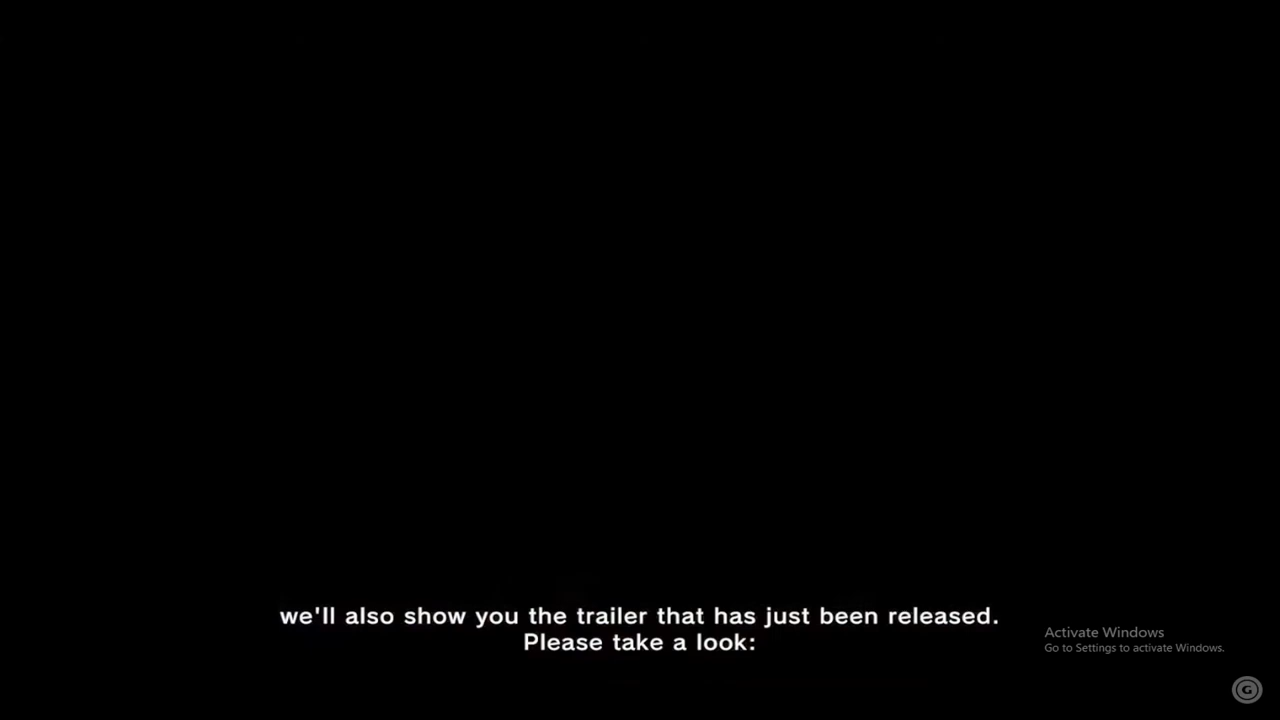 we'll also show you the trailer that has just been released.
Please take a look:
Activate Windows
Go to Settings to activate Windows.
G